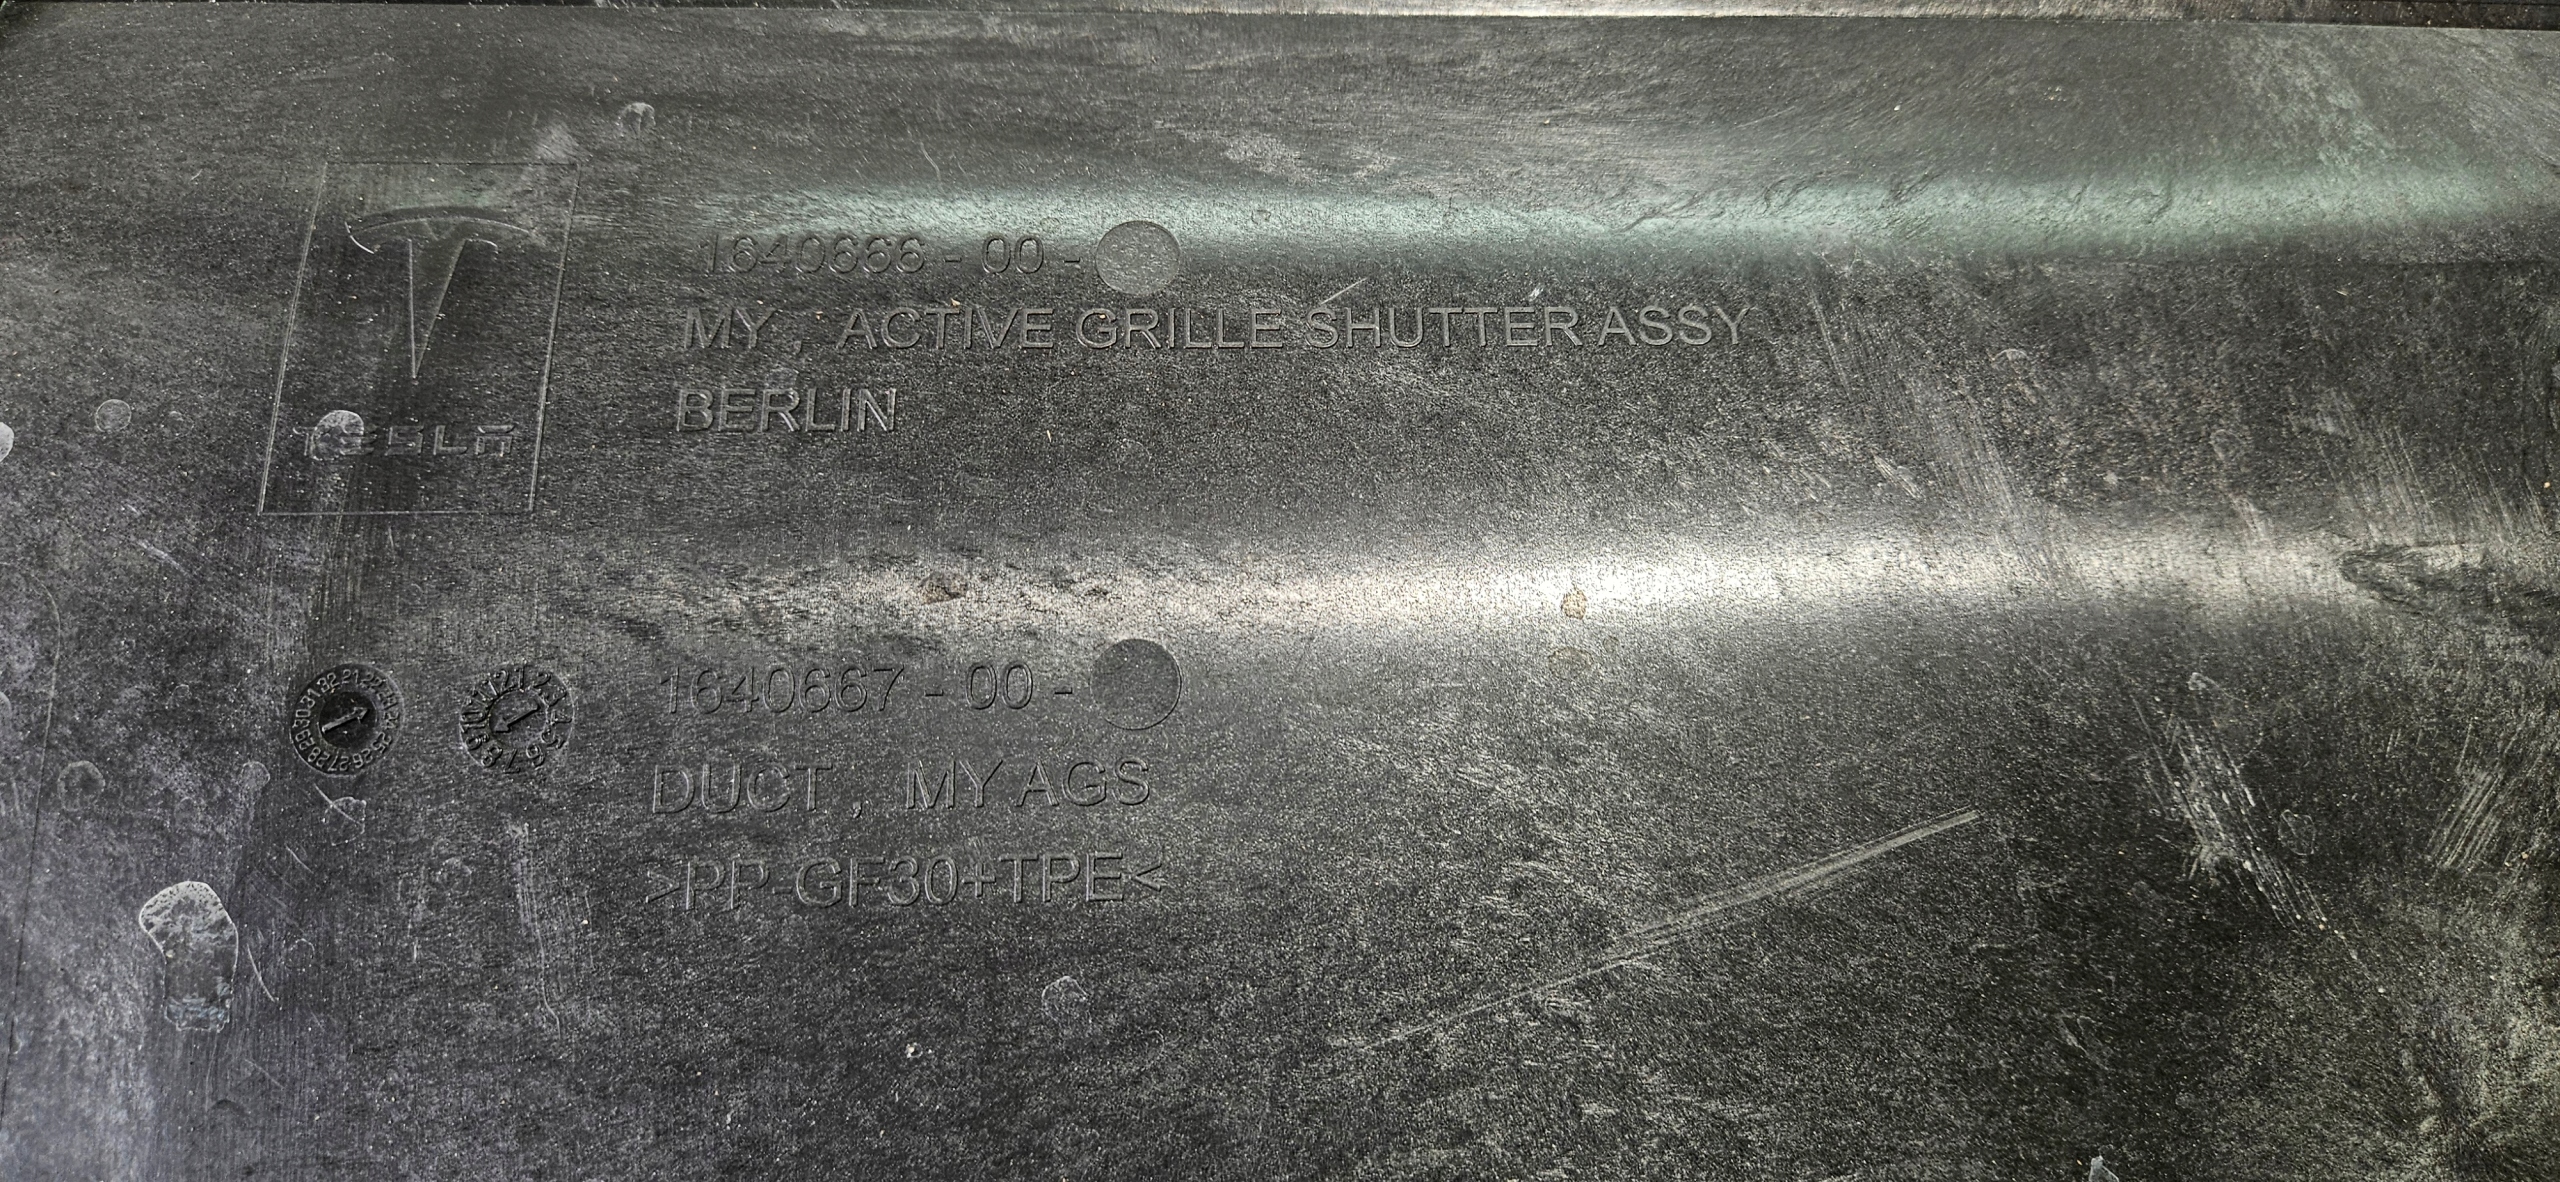 TESLA
1640666 - 00 -
MY , ACTIVE GRILLE SHUTTER ASSY
BERLIN
1640667 - 00 -
DUCT , MY AGS
>PP-GF30+TPE<